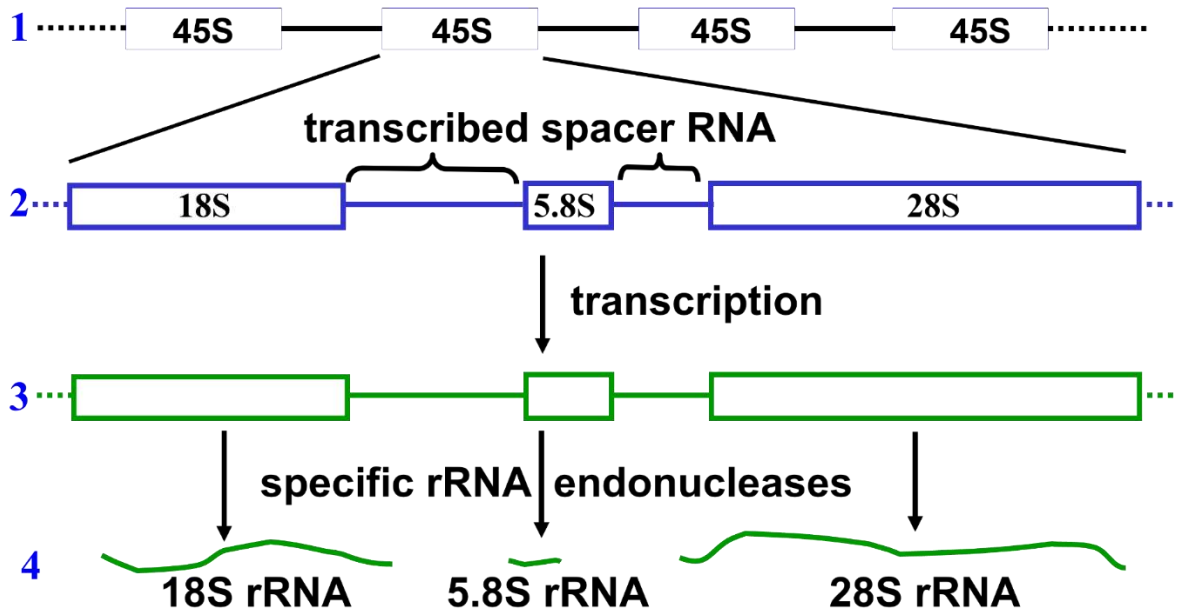 1 45S 45S 45S 45S
transcribed spacer RNA
2 18S 5.8S 28S
transcription
3
specific rRNA endonucleases
4
18S rRNA 5.8S rRNA 28S rRNA